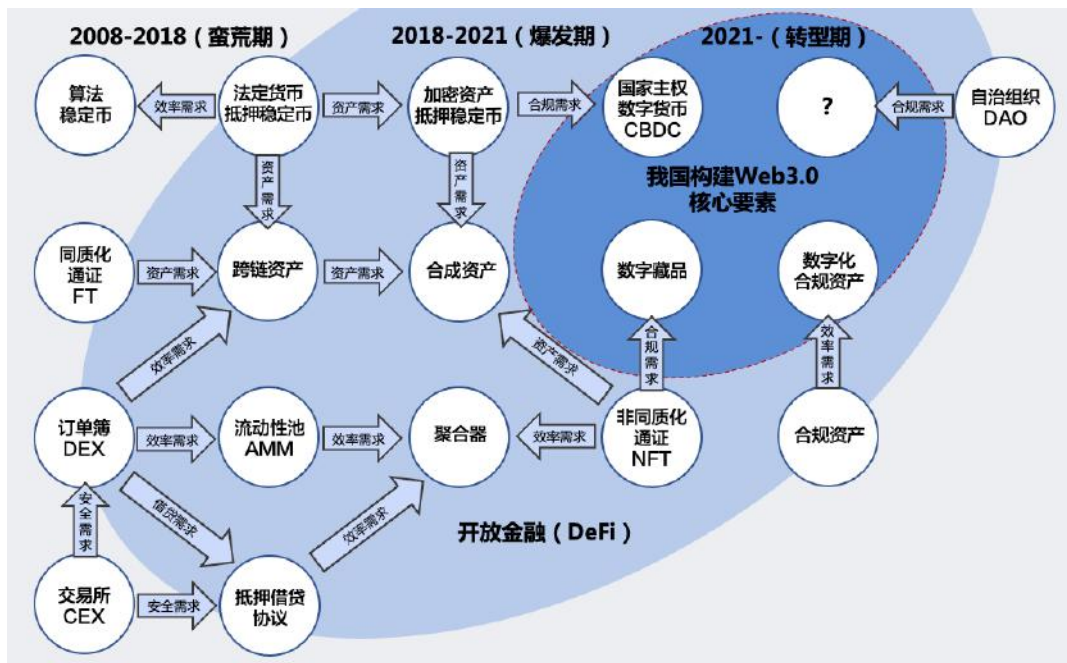 2008-2018（蛮荒期）
2018-2021（爆发期）
2021-（转型期）
算法
稳定币
效率需求
法定货币
抵押稳定币
资产需求
加密资产
抵押稳定币
合规需求
国家主权
数字货币
CBDC
?
合规需求
自治组织
DAO
资产需求
资产需求
我国构建Web3.0
核心要素
同质化
通证
FT
资产需求
跨链资产
资产需求
合成资产
数字藏品
数字化
合规资产
效率需求
资产需求
合规需求
效率需求
订单簿
DEX
效率需求
流动性池
AMM
效率需求
聚合器
效率需求
非同质化
通证
NFT
合规资产
安全需求
借贷需求
效率需求
开放金融（DeFi）
交易所
CEX
安全需求
抵押借贷
协议